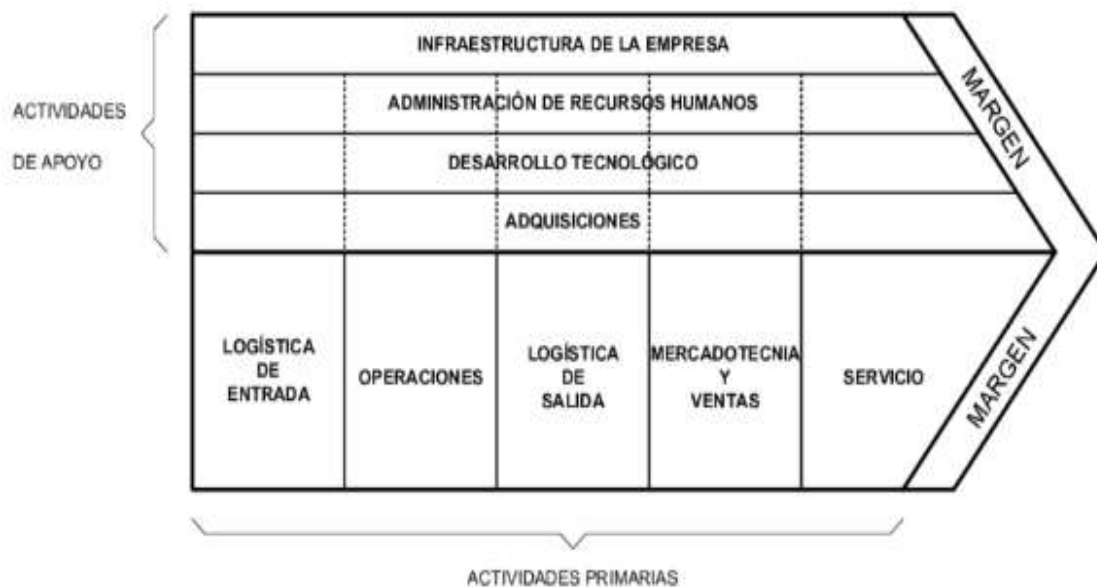 INFRAESTRUCTURA DE LA EMPRESA
ADMINISTRACIÓN DE RECURSOS HUMANOS
DESARROLLO TECNOLÓGICO
ADQUISICIONES
ACTIVIDADES
DE APOYO
MARGEN
LOGÍSTICA
DE
ENTRADA
OPERACIONES
LOGÍSTICA
DE
SALIDA
MERCADOTECNIA
Y
VENTAS
SERVICIO
MARGEN
ACTIVIDADES PRIMARIAS